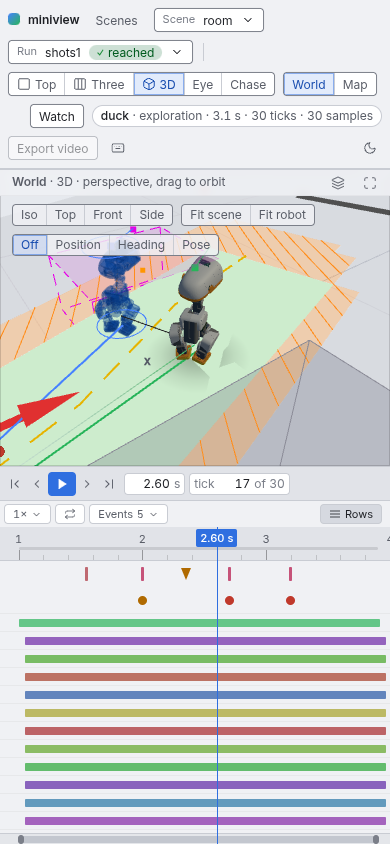 miniview Scenes Scene room
Run shots1 reached
Top Three 3D Eye Chase World Map
Watch duck · exploration · 3.1 s · 30 ticks · 30 samples
Export video
World · 3D · perspective, drag to orbit
Iso Top Front Side Fit scene Fit robot
Off Position Heading Pose
x
2.60 s tick 17 of 30
1× Events 5 Rows
1 2 2.60 s 3 4